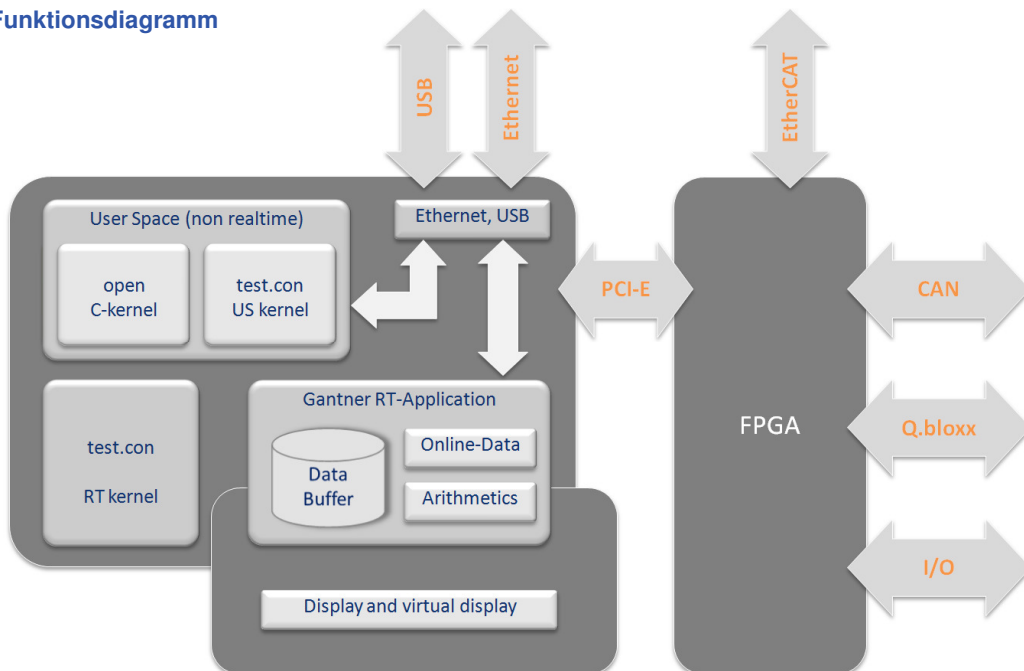 Funktionsdiagramm
USB
Ethernet
EtherCAT
User Space (non realtime)
Ethernet, USB
open
C-kernel
test.con
US kernel
PCI-E
CAN
Gantner RT-Application
test.con
RT kernel
Data
Buffer
Online-Data
Arithmetics
FPGA
Q.bloxx
I/O
Display and virtual display